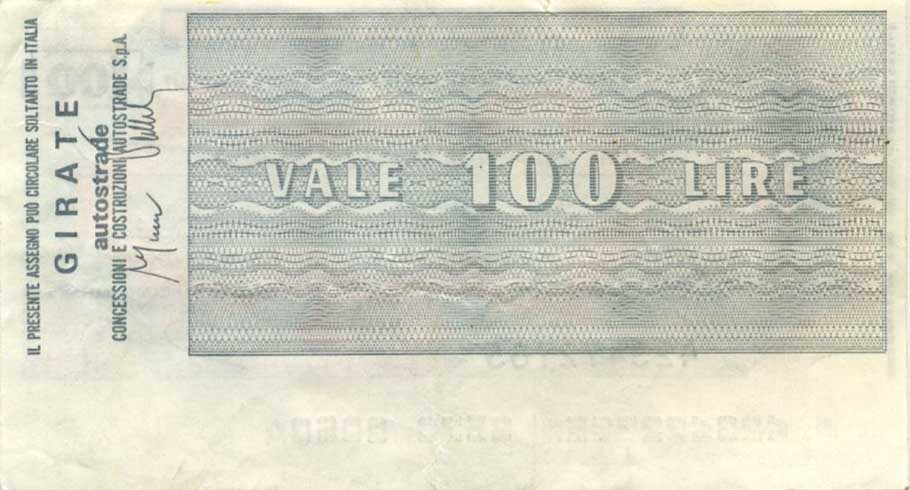 IL PRESENTE ASSEGNO PUÒ CIRCOLARE SOLTANTO IN ITALIA
GIRATE
autostrade
CONCESSIONI E COSTRUZIONI AUTOSTRADE S.p.A.
VALE 100 LIRE